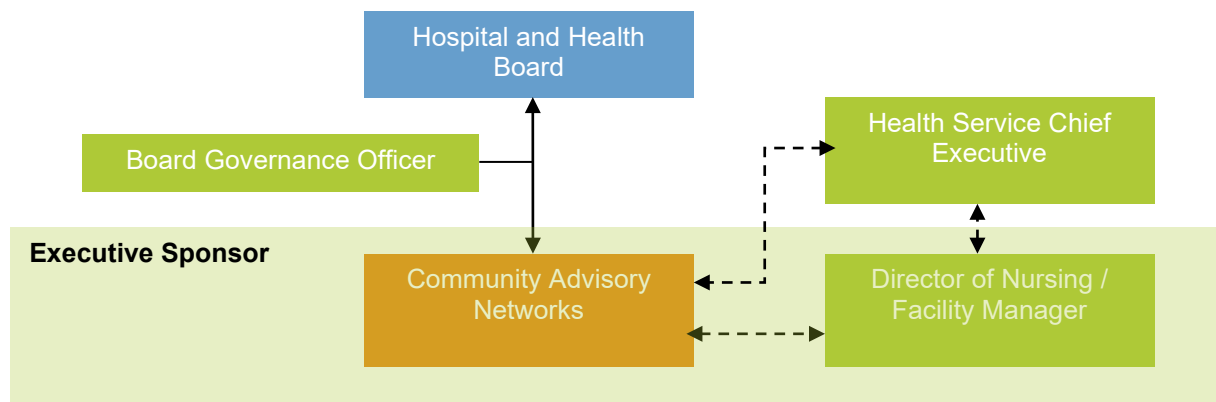 Hospital and Health
Board
Health Service Chief
Executive
Board Governance Officer
Executive Sponsor
Community Advisory
Networks
Director of Nursing /
Facility Manager